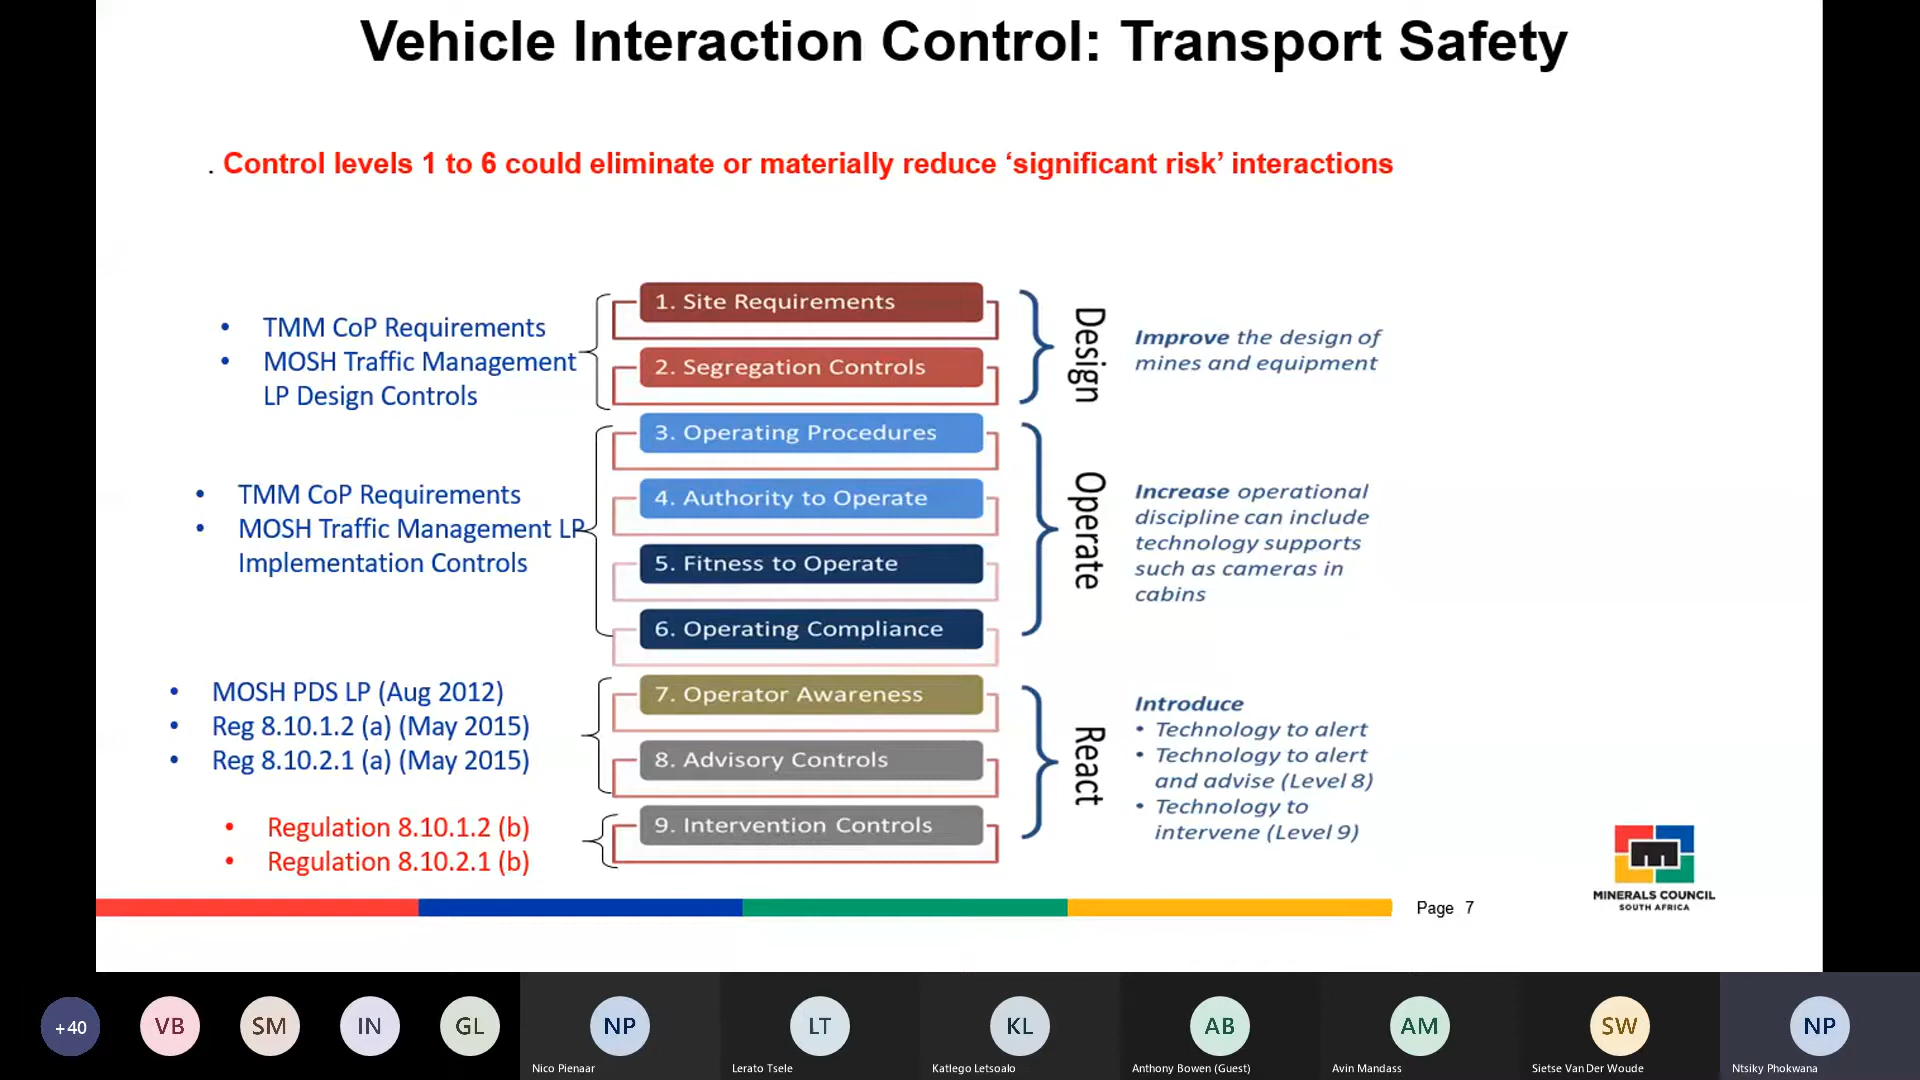 Vehicle Interaction Control: Transport Safety
. Control levels 1 to 6 could eliminate or materially reduce ‘significant risk’ interactions
• TMM CoP Requirements
• MOSH Traffic Management
LP Design Controls
• TMM CoP Requirements
• MOSH Traffic Management LP
Implementation Controls
• MOSH PDS LP (Aug 2012)
• Reg 8.10.1.2 (a) (May 2015)
• Reg 8.10.2.1 (a) (May 2015)
• Regulation 8.10.1.2 (b)
• Regulation 8.10.2.1 (b)
1. Site Requirements
2. Segregation Controls
3. Operating Procedures
4. Authority to Operate
5. Fitness to Operate
6. Operating Compliance
7. Operator Awareness
8. Advisory Controls
9. Intervention Controls
Design
Operate
React
Improve the design of
mines and equipment
Increase operational
discipline can include
technology supports
such as cameras in
cabins
Introduce
• Technology to alert
• Technology to alert
and advise (Level 8)
• Technology to
intervene (Level 9)
MINERALS COUNCIL
SOUTH AFRICA
Page 7
+40
VB
SM
IN
GL
NP
Nico Pienaar
LT
Lerato Tsele
KL
Katlego Letsoalo
AB
Anthony Bowen (Guest)
AM
Avin Mandass
SW
Sietse Van Der Woude
NP
Ntsiky Phokwana